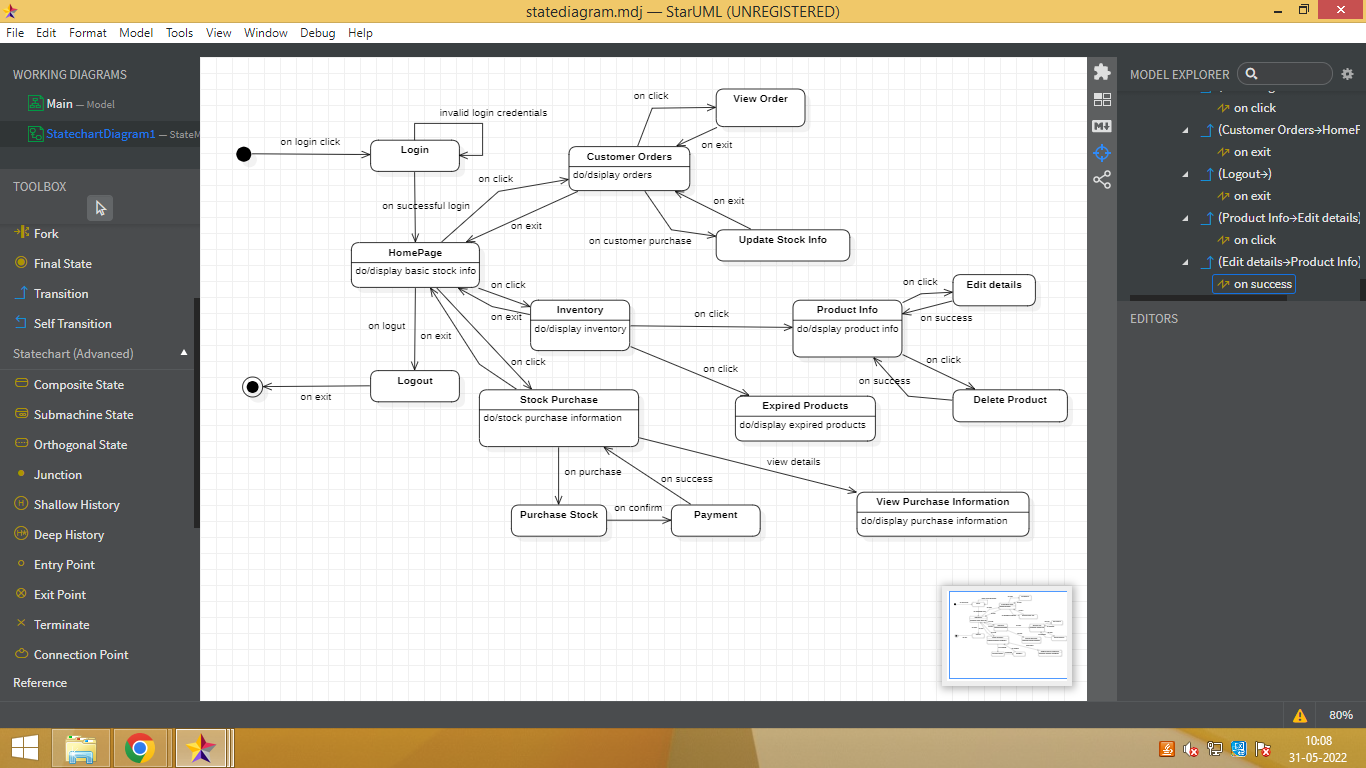 statediagram.mdj — StarUML (UNREGISTERED)
File Edit Format Model Tools View Window Debug Help
WORKING DIAGRAMS
Main — Model
StatechartDiagram1 — StateM
TOOLBOX
Fork
Final State
Transition
Self Transition
Statechart (Advanced)
Composite State
Submachine State
Orthogonal State
Junction
Shallow History
Deep History
Entry Point
Exit Point
Terminate
Connection Point
Reference
on click
View Order
invalid login credentials
on login click
Login
on exit
Customer Orders
do/dsiplay orders
on click
on successful login
on exit
on exit
on customer purchase
Update Stock Info
HomePage
do/display basic stock info
on click
on exit
Inventory
do/display inventory
on click
Product Info
do/dsplay product info
on click
Edit details
on success
on logut
on exit
on click
on click
on click
on success
Logout
on exit
Stock Purchase
do/stock purchase information
Expired Products
do/display expired products
Delete Product
on purchase
on success
view details
Purchase Stock
on confirm
Payment
View Purchase Information
do/display purchase information
MODEL EXPLORER
on click
(Customer Orders→HomeP
on exit
(Logout→)
on exit
(Product Info→Edit details)
on click
(Edit details→Product Info)
on success
EDITORS
80%
10:08
31-05-2022